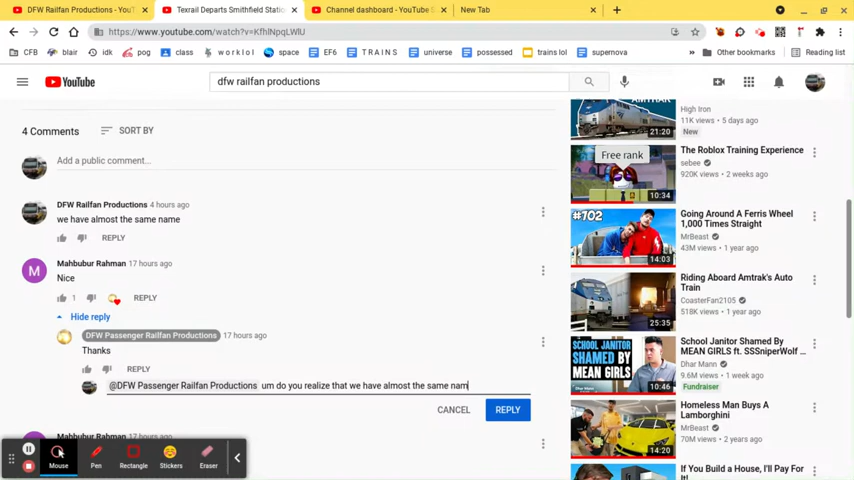 DFW Railfan Productions - YouT
Texrail Departs Smithfield Statio
Channel dashboard - YouTube S
New Tab
https://www.youtube.com/watch?v=KfhlNpqLWIU
CFB
blair
idk
pog
class
w o r k l o l
space
EF6
T R A I N S
universe
possessed
trains lol
supernova
Other bookmarks
Reading list
YouTube
dfw railfan productions
4 Comments
SORT BY
Add a public comment...
DFW Railfan Productions 4 hours ago
we have almost the same name
REPLY
M
Mahbubur Rahman 17 hours ago
Nice
1
REPLY
Hide reply
DFW Passenger Railfan Productions 17 hours ago
Thanks
REPLY
@DFW Passenger Railfan Productions um do you realize that we have almost the same nam
CANCEL
REPLY
Mahbubur Rahman
Mouse
Pen
Rectangle
Stickers
Eraser
AMTRAK
21:20
High Iron
11K views • 5 days ago
New
Free rank
10:34
The Roblox Training Experience
sebee
920K views • 2 weeks ago
#702
14:03
Going Around A Ferris Wheel
1,000 Times Straight
MrBeast
43M views • 1 year ago
25:35
Riding Aboard Amtrak's Auto
Train
CoasterFan2105
518K views • 1 year ago
SCHOOL JANITOR
SHAMED BY
MEAN GIRLS
10:46
School Janitor Shamed By
MEAN GIRLS ft. SSSniperWolf ...
Dhar Mann
9.6M views • 1 week ago
Fundraiser
14:20
Homeless Man Buys A
Lamborghini
MrBeast
70M views • 2 years ago
If You Build a House, I'll Pay For
It!